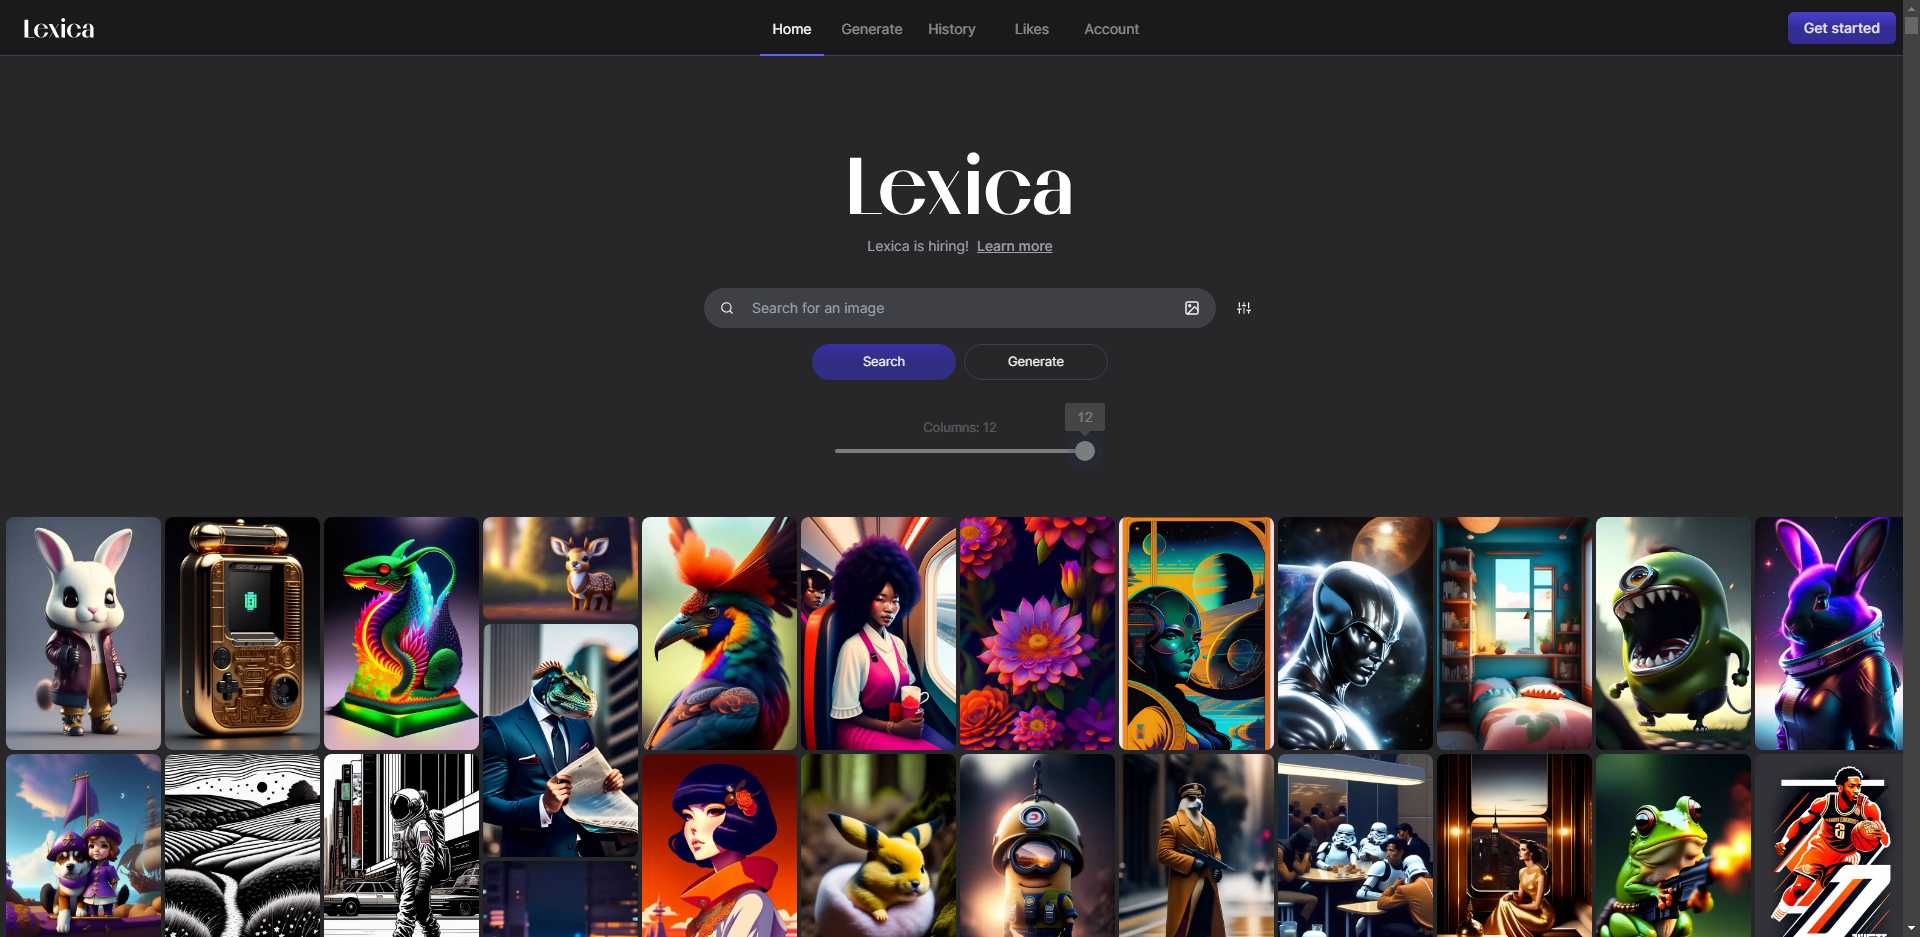 Lexica
Home Generate History Likes Account
Get started
Lexica
Lexica is hiring! Learn more
Search for an image
Search Generate
12
Columns: 12
2